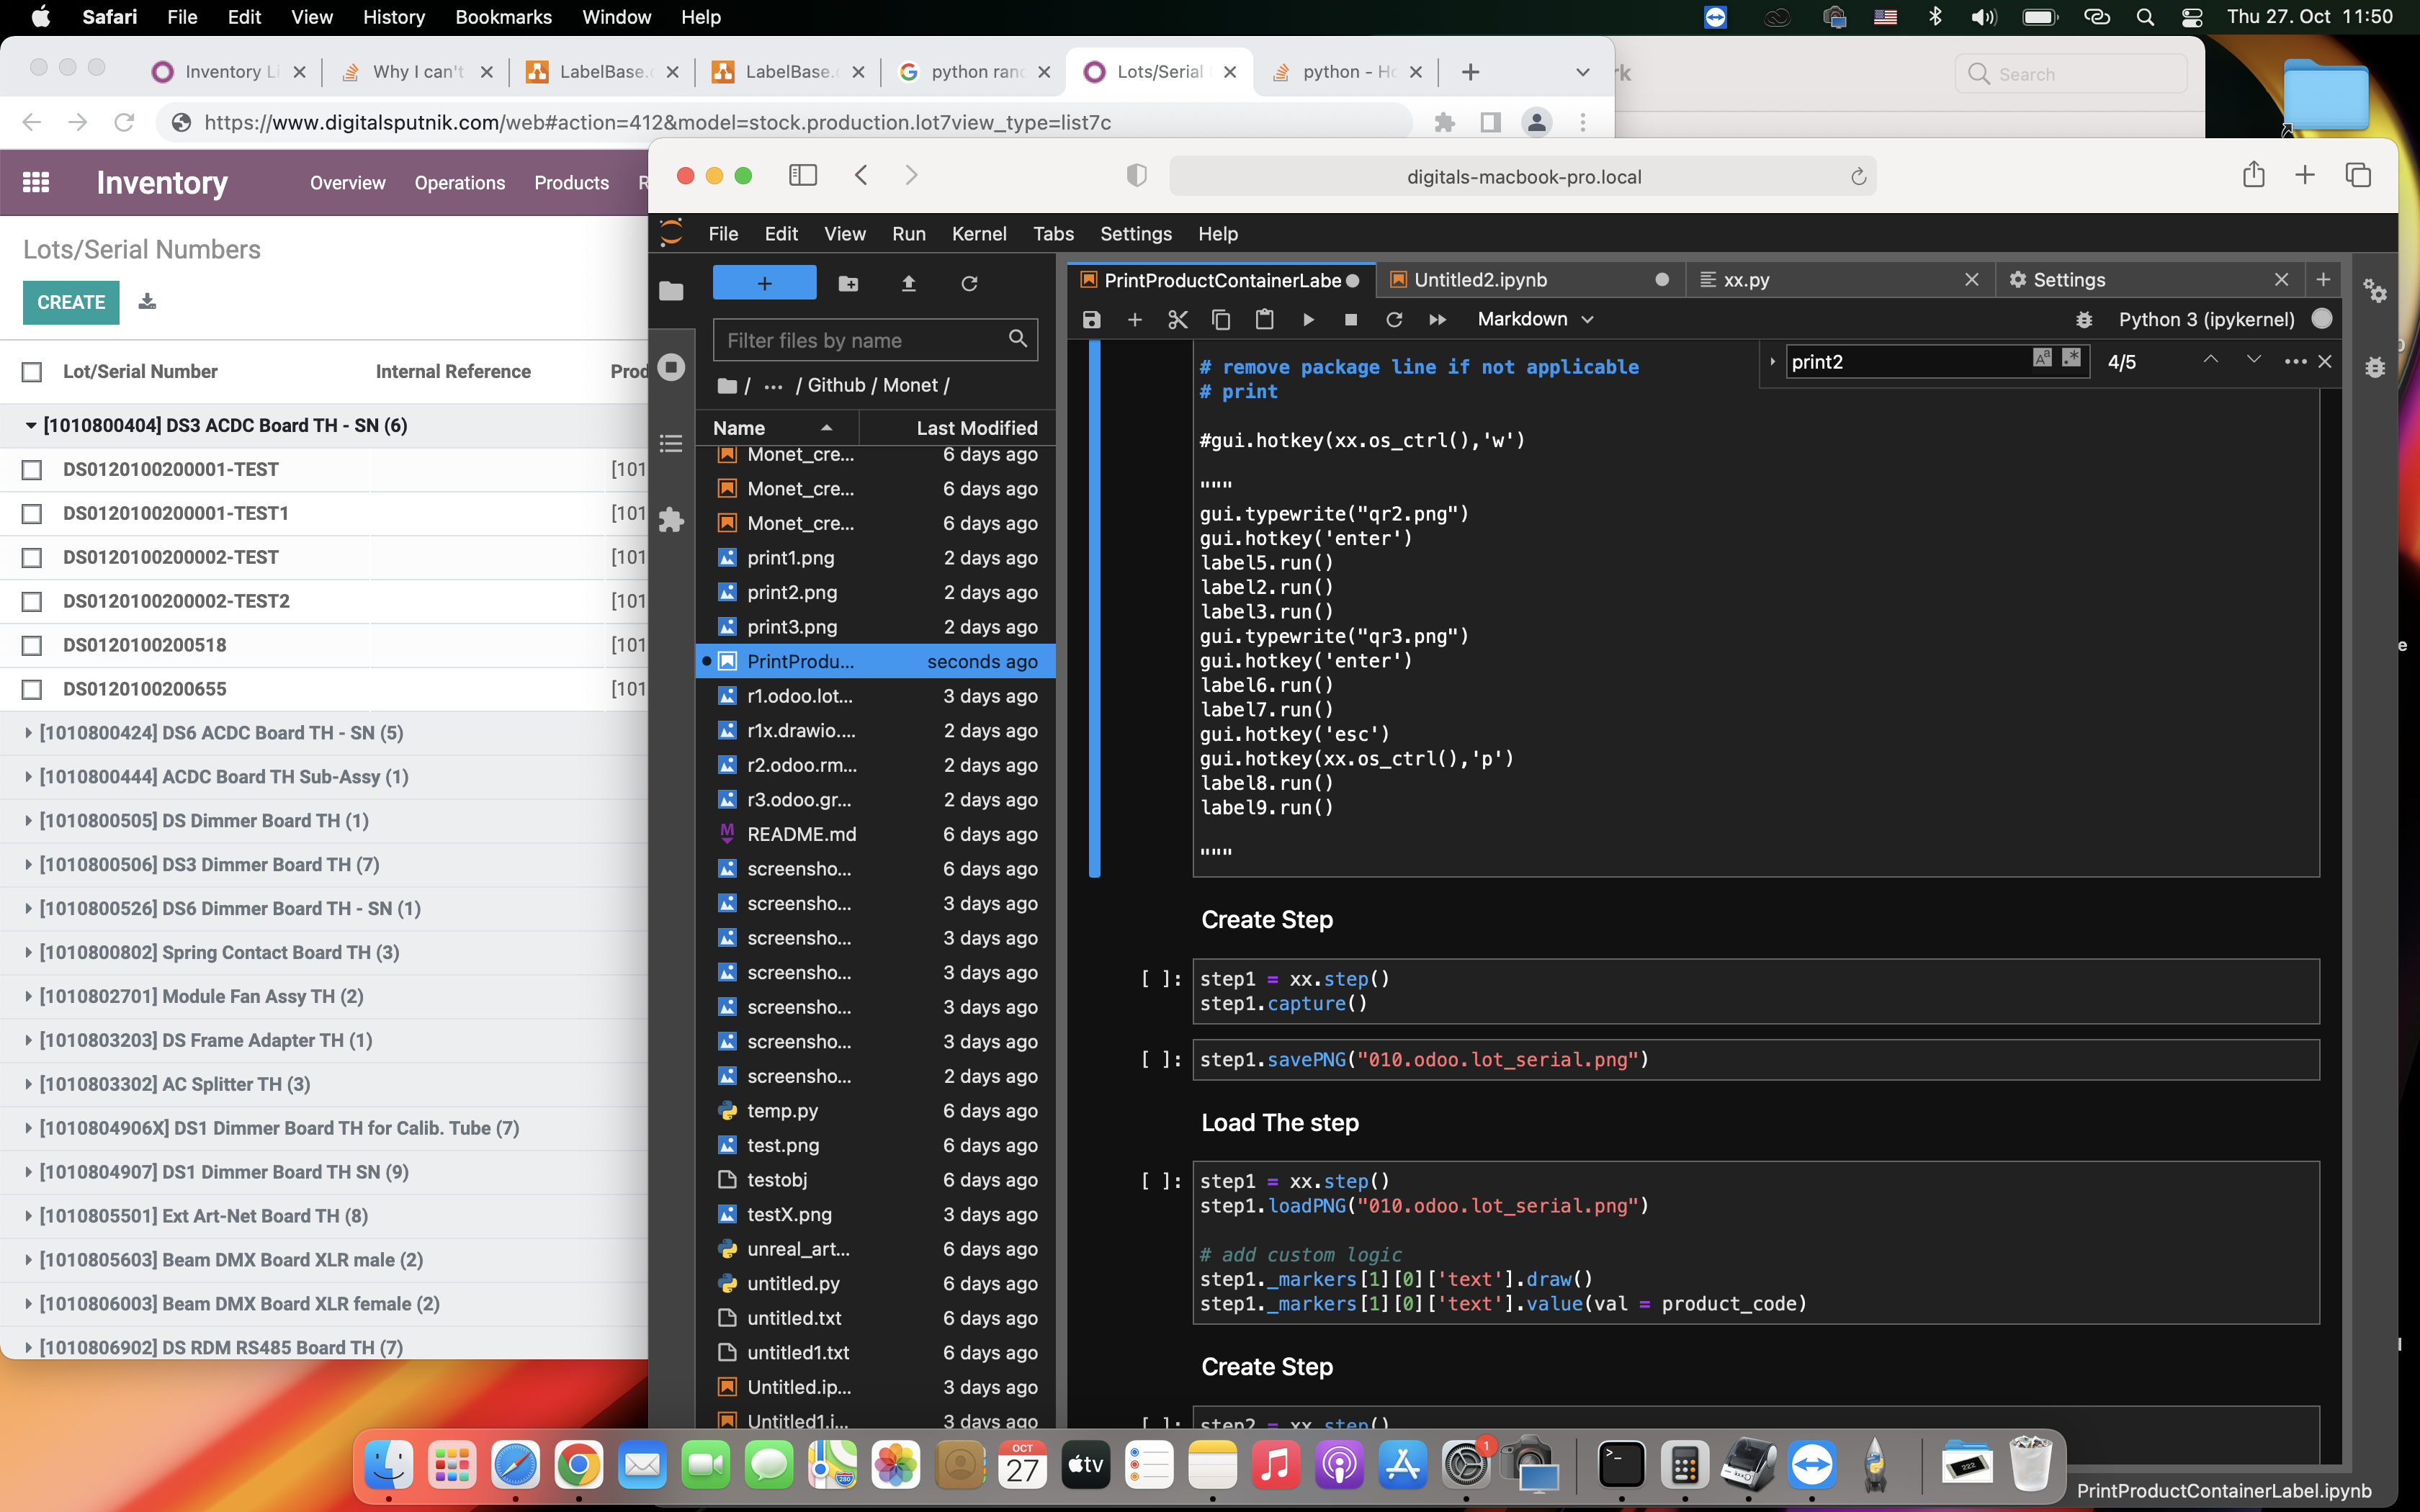 Safari File Edit View History Bookmarks Window Help
Thu 27. Oct 11:50
Inventory Li
Why I can't
LabelBase.
LabelBase.
python ran
Lots/Serial
python - Ho
Search
https://www.digitalsputnik.com/web#action=412&model=stock.production.lot7view_type=list7c
Inventory Overview Operations Products R
Lots/Serial Numbers
CREATE
Lot/Serial Number Internal Reference Prod
[1010800404] DS3 ACDC Board TH - SN (6)
DS0120100200001-TEST [101
DS0120100200001-TEST1 [101
DS0120100200002-TEST [101
DS0120100200002-TEST2 [101
DS0120100200518 [101
DS0120100200655 [101
[1010800424] DS6 ACDC Board TH - SN (5)
[1010800444] ACDC Board TH Sub-Assy (1)
[1010800505] DS Dimmer Board TH (1)
[1010800506] DS3 Dimmer Board TH (7)
[1010800526] DS6 Dimmer Board TH - SN (1)
[1010800802] Spring Contact Board TH (3)
[1010802701] Module Fan Assy TH (2)
[1010803203] DS Frame Adapter TH (1)
[1010803302] AC Splitter TH (3)
[1010804906X] DS1 Dimmer Board TH for Calib. Tube (7)
[1010804907] DS1 Dimmer Board TH SN (9)
[1010805501] Ext Art-Net Board TH (8)
[1010805603] Beam DMX Board XLR male (2)
[1010806003] Beam DMX Board XLR female (2)
[1010806902] DS RDM RS485 Board TH (7)
digitals-macbook-pro.local
File Edit View Run Kernel Tabs Settings Help
Filter files by name
/ ... / Github / Monet /
Name Last Modified
Monet_cre... 6 days ago
Monet_cre... 6 days ago
Monet_cre... 6 days ago
print1.png 2 days ago
print2.png 2 days ago
print3.png 2 days ago
PrintProdu... seconds ago
r1.odoo.lot... 3 days ago
r1x.drawio.... 2 days ago
r2.odoo.rm... 2 days ago
r3.odoo.gr... 2 days ago
README.md 6 days ago
screensho... 6 days ago
screensho... 3 days ago
screensho... 3 days ago
screensho... 3 days ago
screensho... 3 days ago
screensho... 3 days ago
screensho... 2 days ago
temp.py 6 days ago
test.png 6 days ago
testobj 6 days ago
testX.png 3 days ago
unreal_art... 6 days ago
untitled.py 6 days ago
untitled.txt 6 days ago
untitled1.txt 6 days ago
Untitled.ip... 3 days ago
Untitled1.i... 3 days ago
PrintProductContainerLabe
Untitled2.ipynb
xx.py
Settings
Markdown
Python 3 (ipykernel)
print2
4/5
# remove package line if not applicable
# print
#gui.hotkey(xx.os_ctrl(),'w')
"""
gui.typewrite("qr2.png")
gui.hotkey('enter')
label5.run()
label2.run()
label3.run()
gui.typewrite("qr3.png")
gui.hotkey('enter')
label6.run()
label7.run()
gui.hotkey('esc')
gui.hotkey(xx.os_ctrl(),'p')
label8.run()
label9.run()
"""
Create Step
[ ]: step1 = xx.step()
step1.capture()
[ ]: step1.savePNG("010.odoo.lot_serial.png")
Load The step
[ ]: step1 = xx.step()
step1.loadPNG("010.odoo.lot_serial.png")
# add custom logic
step1._markers[1][0]['text'].draw()
step1._markers[1][0]['text'].value(val = product_code)
Create Step
[ ]: step2 = xx.step()
OCT
27
tv
1
280
222
PrintProductContainerLabel.ipynb